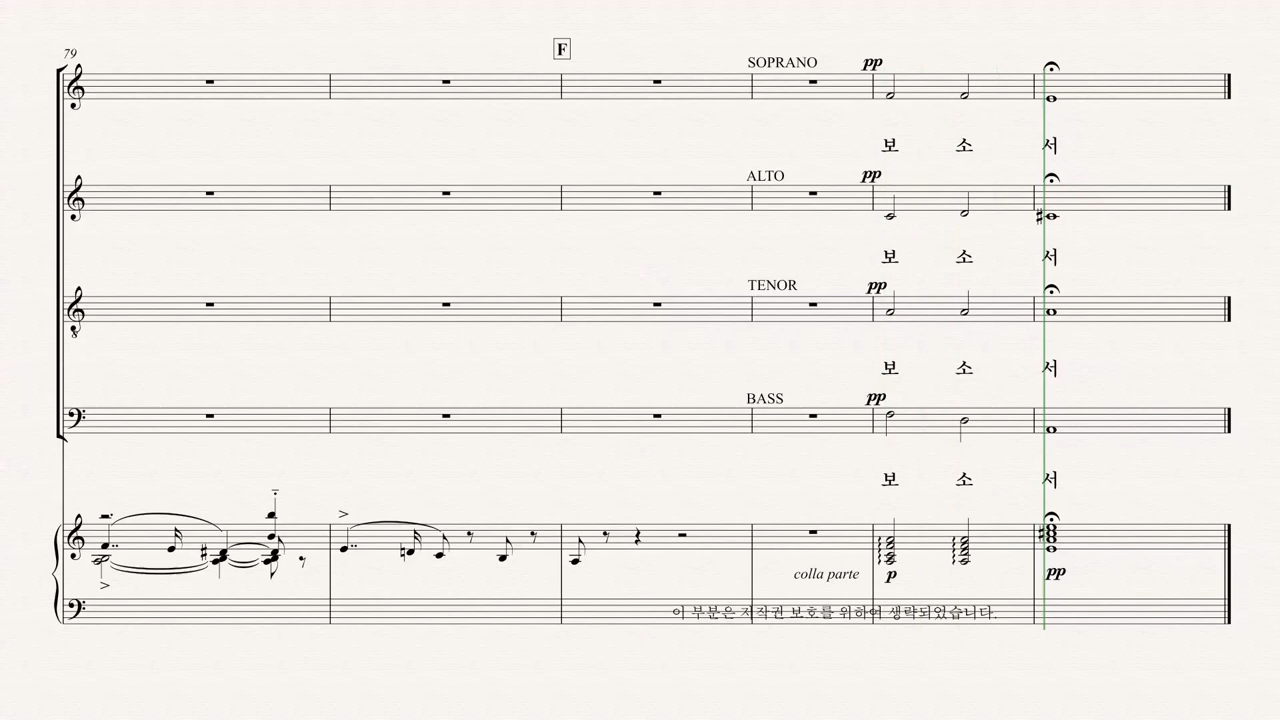 79
F
SOPRANO pp
보 소 서
ALTO pp
보 소 서
TENOR pp
보 소 서
BASS pp
보 소 서
colla parte p pp
이 부분은 저작권 보호를 위하여 생략되었습니다.